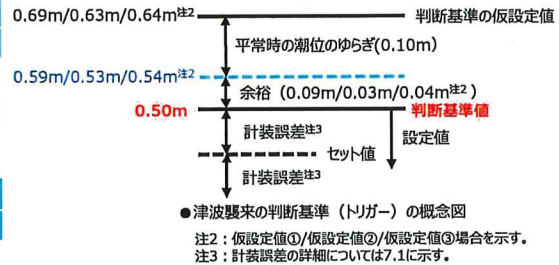 0.69m/0.63m/0.64m注2 判断基準の仮設定値
平常時の潮位のゆらぎ(0.10m)
0.59m/0.53m/0.54m注2
余裕（0.09m/0.03m/0.04m注2）
0.50m 判断基準値
計装誤差注3 設定値
セット値
計装誤差注3
●津波襲来の判断基準（トリガー）の概念図
注2：仮設定値①/仮設定値②/仮設定値③場合を示す。
注3：計装誤差の詳細については7.1に示す。